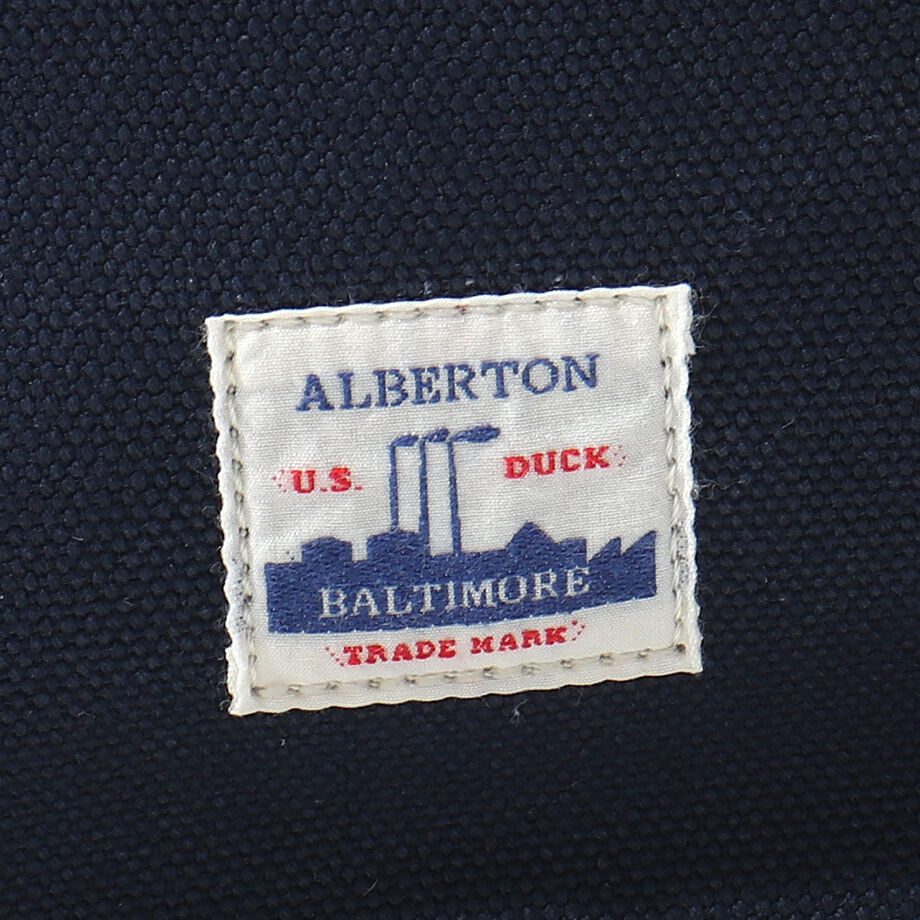 ALBERTON
U.S. DUCK
BALTIMORE
TRADE MARK